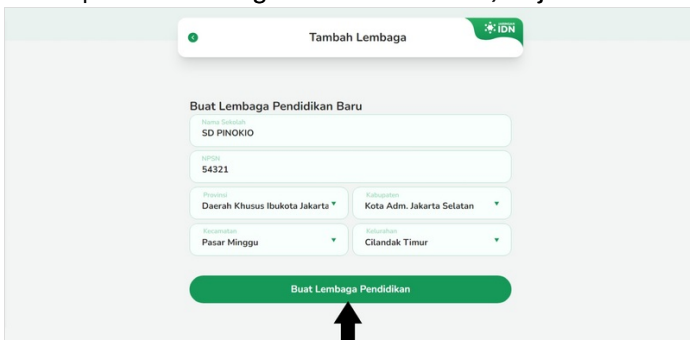 Tambah Lembaga
IDN
Buat Lembaga Pendidikan Baru
Nama Sekolah
SD PINOKIO
NPSN
54321
Provinsi
Daerah Khusus Ibukota Jakarta
Kabupaten
Kota Adm. Jakarta Selatan
Kecamatan
Pasar Minggu
Kelurahan
Cilandak Timur
Buat Lembaga Pendidikan